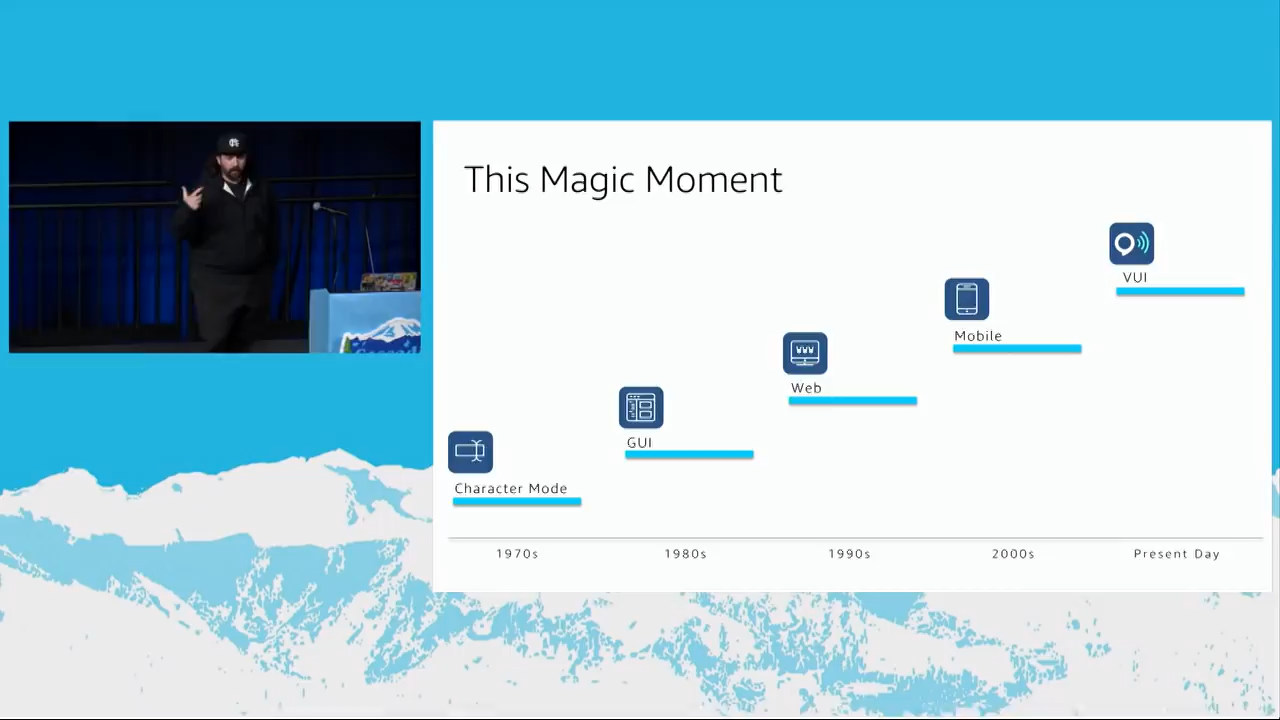 This Magic Moment
VUI
Mobile
Web
GUI
Character Mode
1970s 1980s 1990s 2000s Present Day